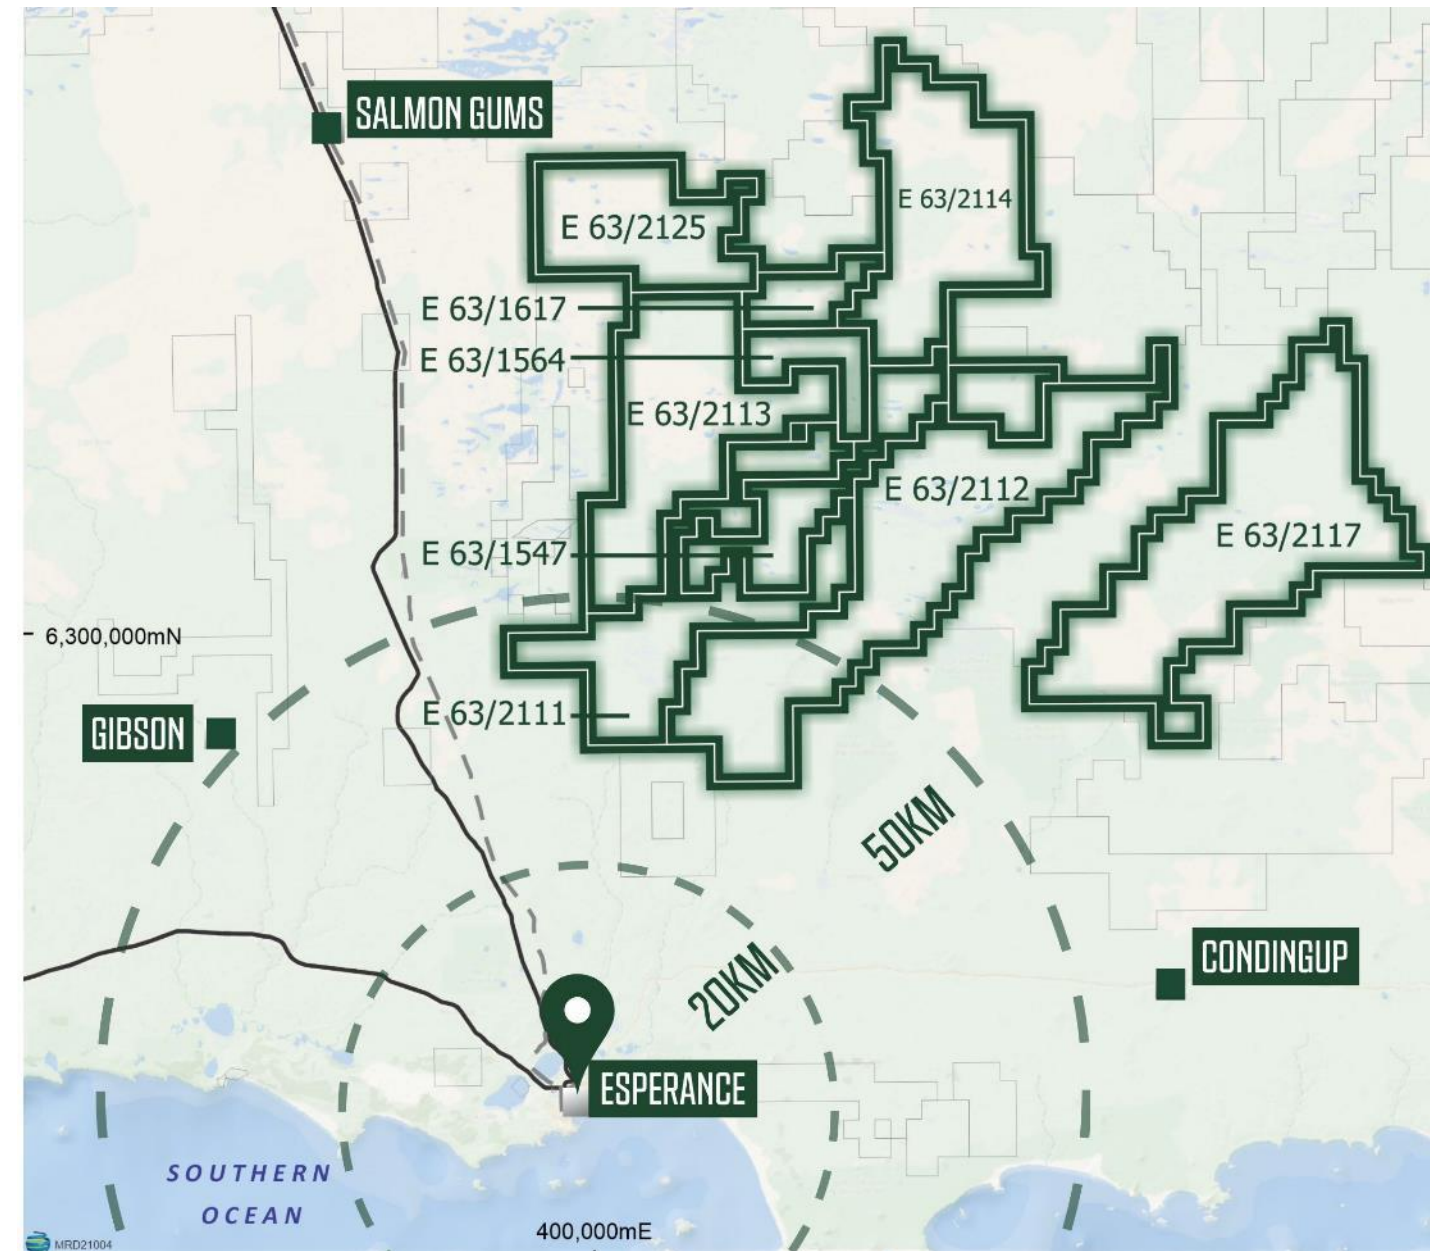 SALMON GUMS
E 63/2114
E 63/2125
E 63/1617
E 63/1564
E 63/2113
E 63/2112
E 63/2117
E 63/1547
6,300,000mN
E 63/2111
GIBSON
50KM
CONDINGUP
20KM
ESPERANCE
SOUTHERN
OCEAN
400,000mE
MRD21004